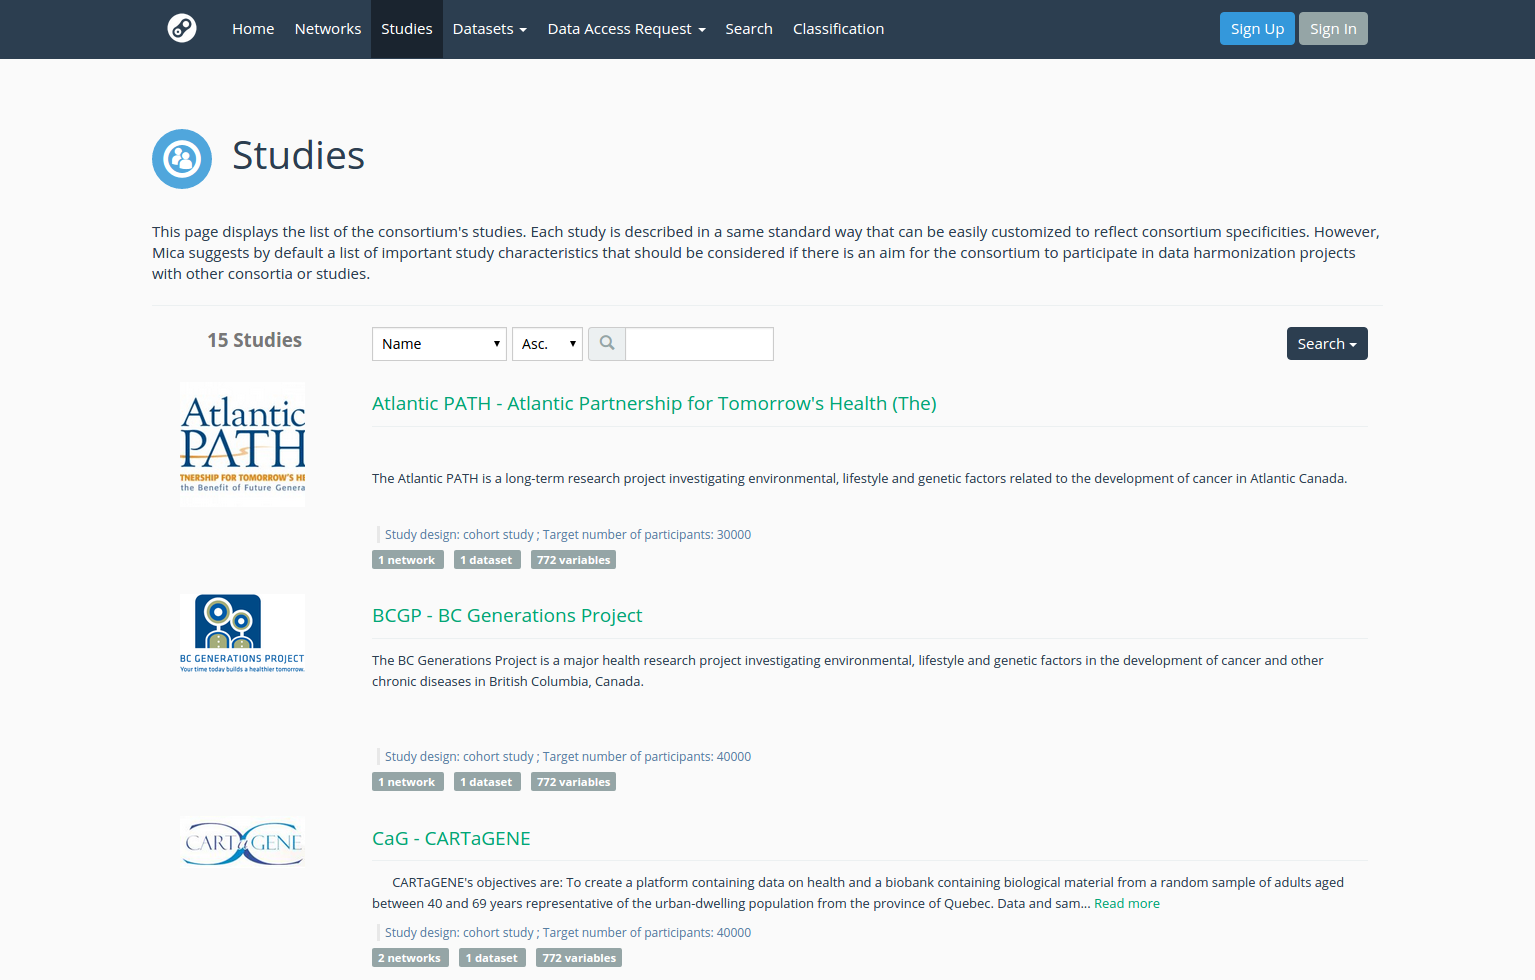 Home Networks Studies Datasets Data Access Request Search Classification Sign Up Sign In
Studies
This page displays the list of the consortium's studies. Each study is described in a same standard way that can be easily customized to reflect consortium specificities. However,
Mica suggests by default a list of important study characteristics that should be considered if there is an aim for the consortium to participate in data harmonization projects
with other consortia or studies.
15 Studies Name Asc. Search
Atlantic
PATH
TNERSHIP FOR TOMORROW'S HE
the Benefit of Future Genera
Atlantic PATH - Atlantic Partnership for Tomorrow's Health (The)
The Atlantic PATH is a long-term research project investigating environmental, lifestyle and genetic factors related to the development of cancer in Atlantic Canada.
Study design: cohort study ; Target number of participants: 30000
1 network 1 dataset 772 variables
BC GENERATIONS PROJECT
Your time today builds a healthier tomorrow.
BCGP - BC Generations Project
The BC Generations Project is a major health research project investigating environmental, lifestyle and genetic factors in the development of cancer and other
chronic diseases in British Columbia, Canada.
Study design: cohort study ; Target number of participants: 40000
1 network 1 dataset 772 variables
CARTaGENE
CaG - CARTaGENE
CARTaGENE's objectives are: To create a platform containing data on health and a biobank containing biological material from a random sample of adults aged
between 40 and 69 years representative of the urban-dwelling population from the province of Quebec. Data and sam... Read more
Study design: cohort study ; Target number of participants: 40000
2 networks 1 dataset 772 variables